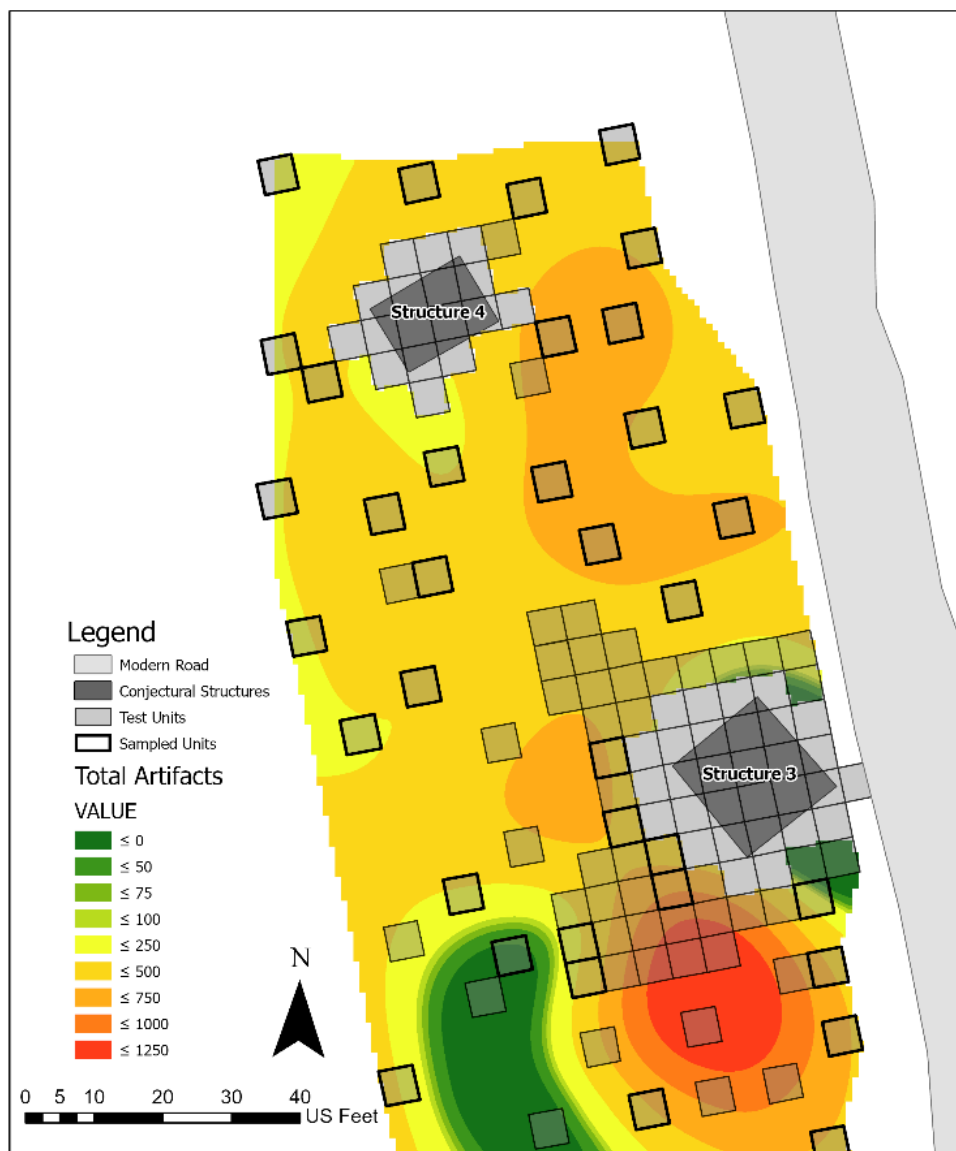 Structure 4
Structure 3
Legend
Modern Road
Conjectural Structures
Test Units
Sampled Units
Total Artifacts
VALUE
≤ 0
≤ 50
≤ 75
≤ 100
≤ 250
≤ 500
≤ 750
≤ 1000
≤ 1250
N
0 5 10 20 30 40
US Feet